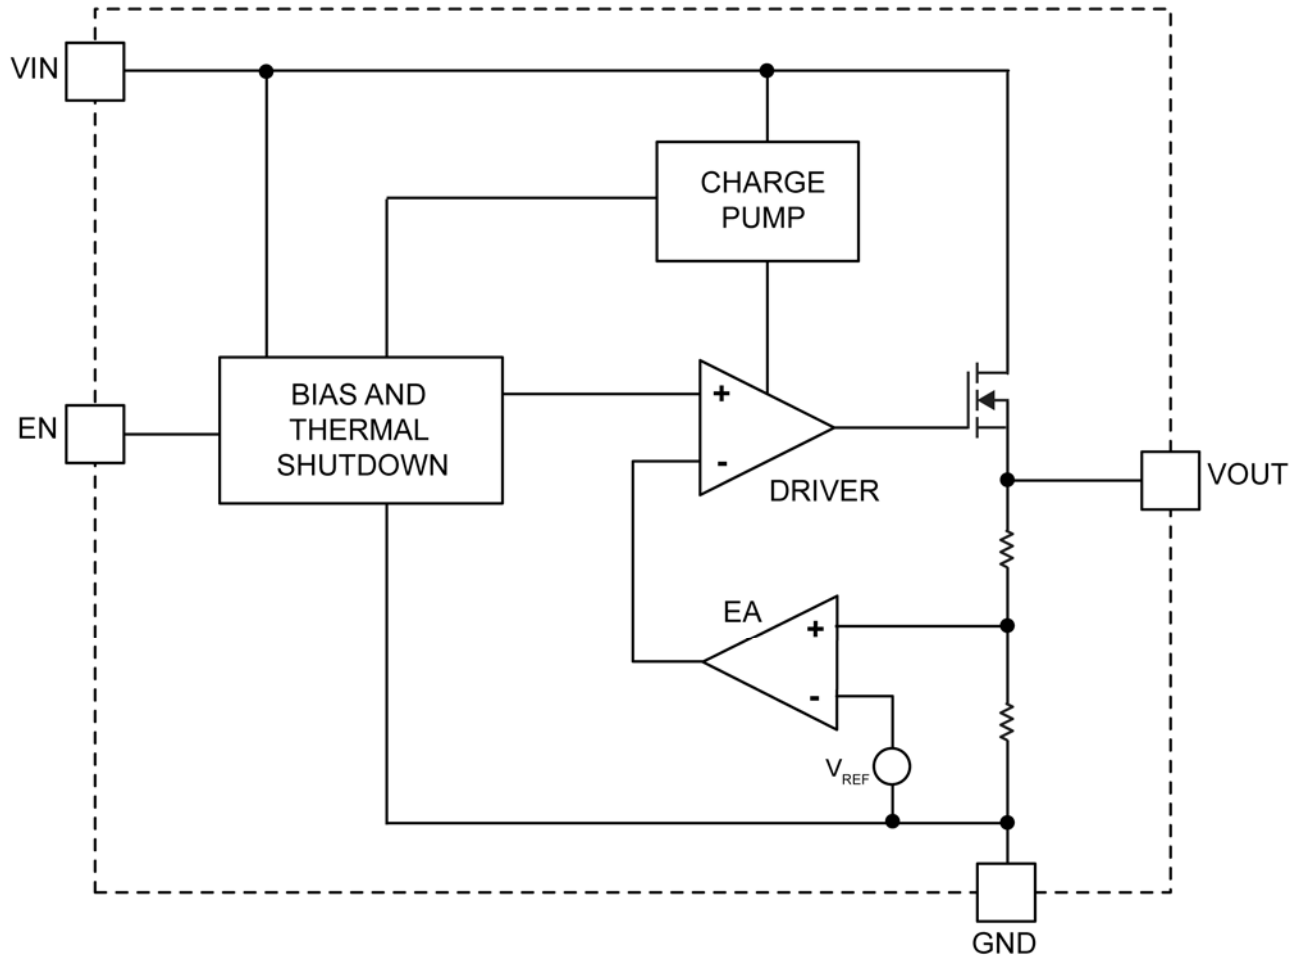 VIN
CHARGE
PUMP
BIAS AND
THERMAL
SHUTDOWN
EN
+
-
DRIVER
VOUT
EA
+
-
VREF
GND